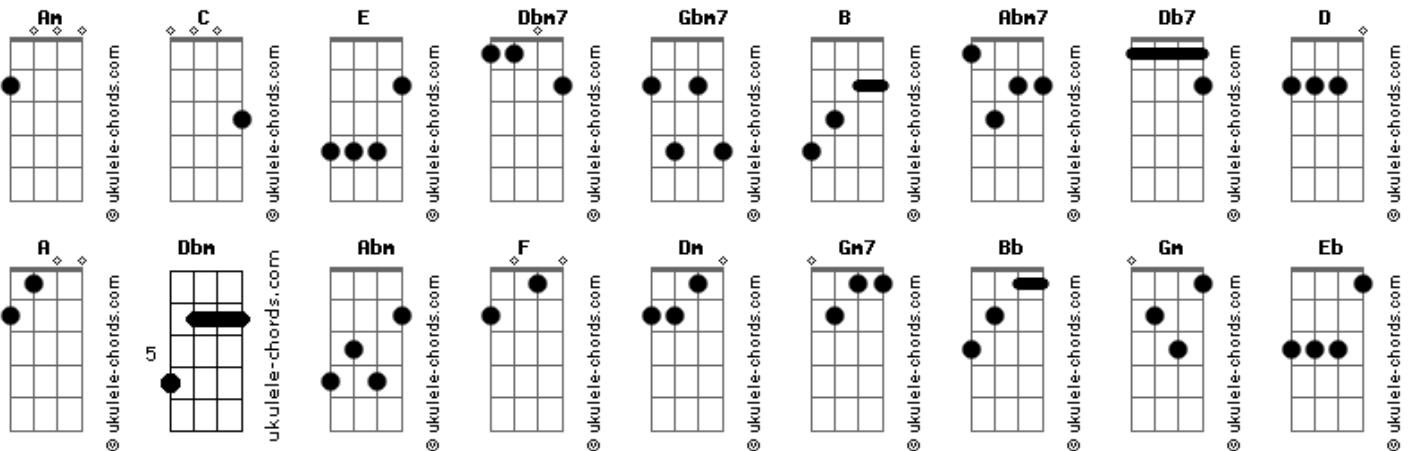 Am C E Dbm7 Gbm7 B Abm7 Db7 D
© ukulele-chords.com © ukulele-chords.com © ukulele-chords.com © ukulele-chords.com © ukulele-chords.com © ukulele-chords.com © ukulele-chords.com © ukulele-chords.com © ukulele-chords.com
A Dbm Abm F Dm Gm7 Bb Gm Eb
5
© ukulele-chords.com ukulele-chords.com © ukulele-chords.com © ukulele-chords.com © ukulele-chords.com © ukulele-chords.com © ukulele-chords.com © ukulele-chords.com © ukulele-chords.com